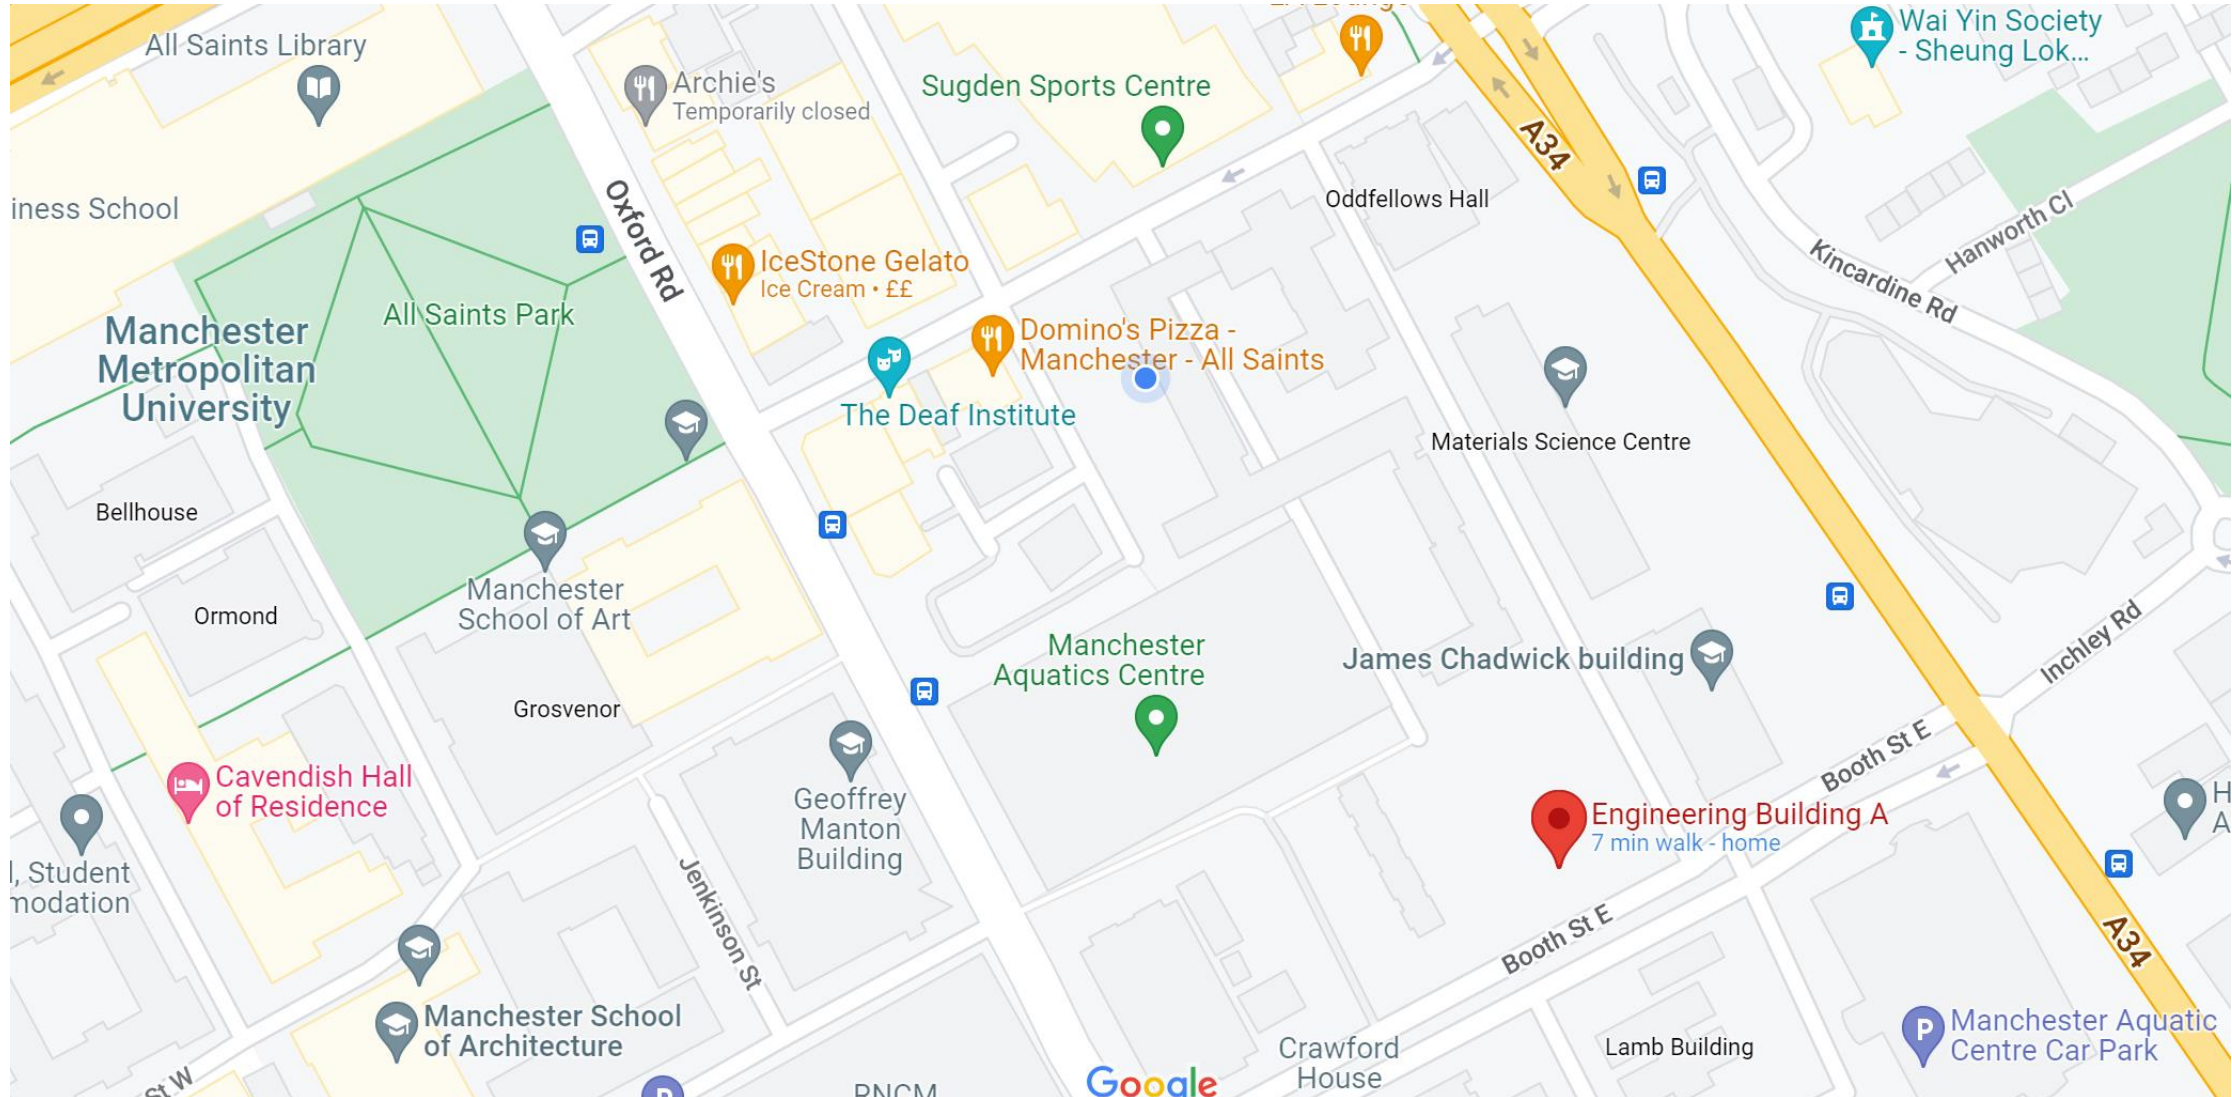 All Saints Library
Archie's
Temporarily closed
Sugden Sports Centre
Wai Yin Society
- Sheung Lok...
A34
Oddfellows Hall
iness School
Oxford Rd
Hanworth Cl
Kincardine Rd
IceStone Gelato
Ice Cream • ££
All Saints Park
Manchester
Metropolitan
University
Domino's Pizza -
Manchester - All Saints
The Deaf Institute
Materials Science Centre
Bellhouse
Ormond
Manchester
School of Art
Manchester
Aquatics Centre
James Chadwick building
Inchley Rd
Grosvenor
Booth St E
Cavendish Hall
of Residence
Geoffrey
Manton
Building
Engineering Building A
7 min walk - home
H
A
l, Student
modation
Jenkinson St
Booth St E
A34
Manchester School
of Architecture
Crawford
House
Lamb Building
Manchester Aquatic
Centre Car Park
St W
RNCM
Google